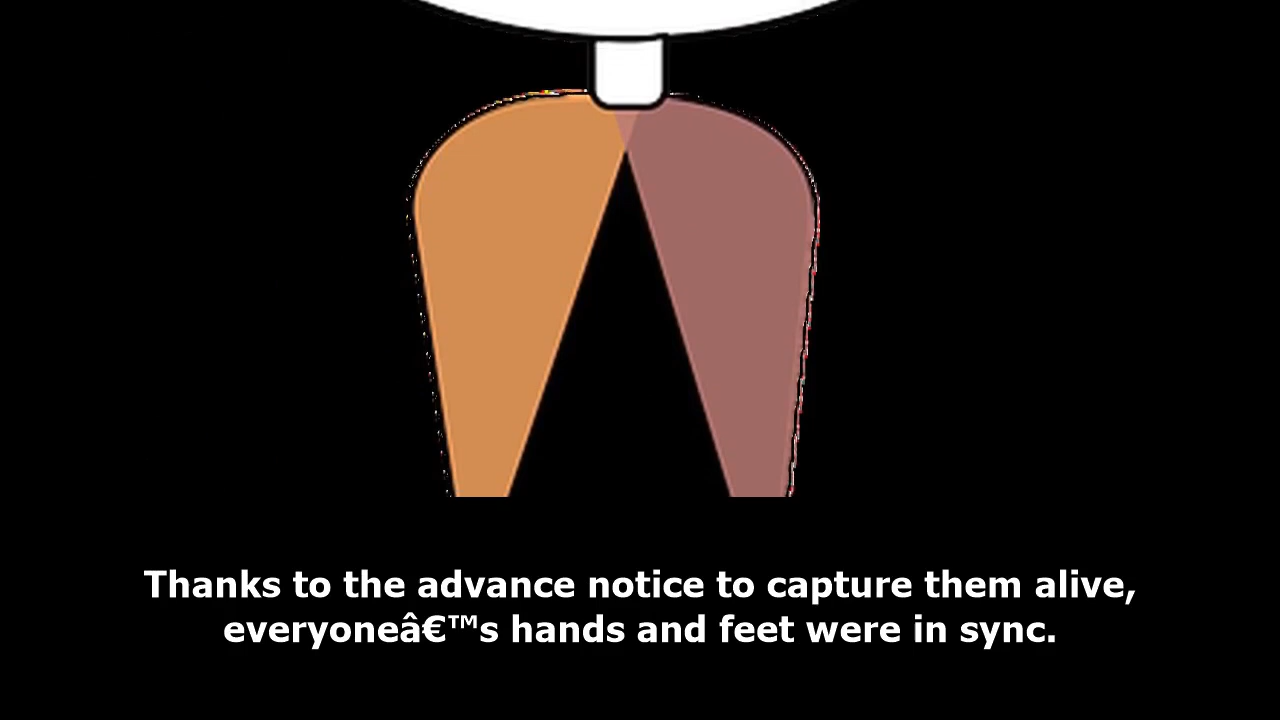 Thanks to the advance notice to capture them alive,
everyoneâ€™s hands and feet were in sync.